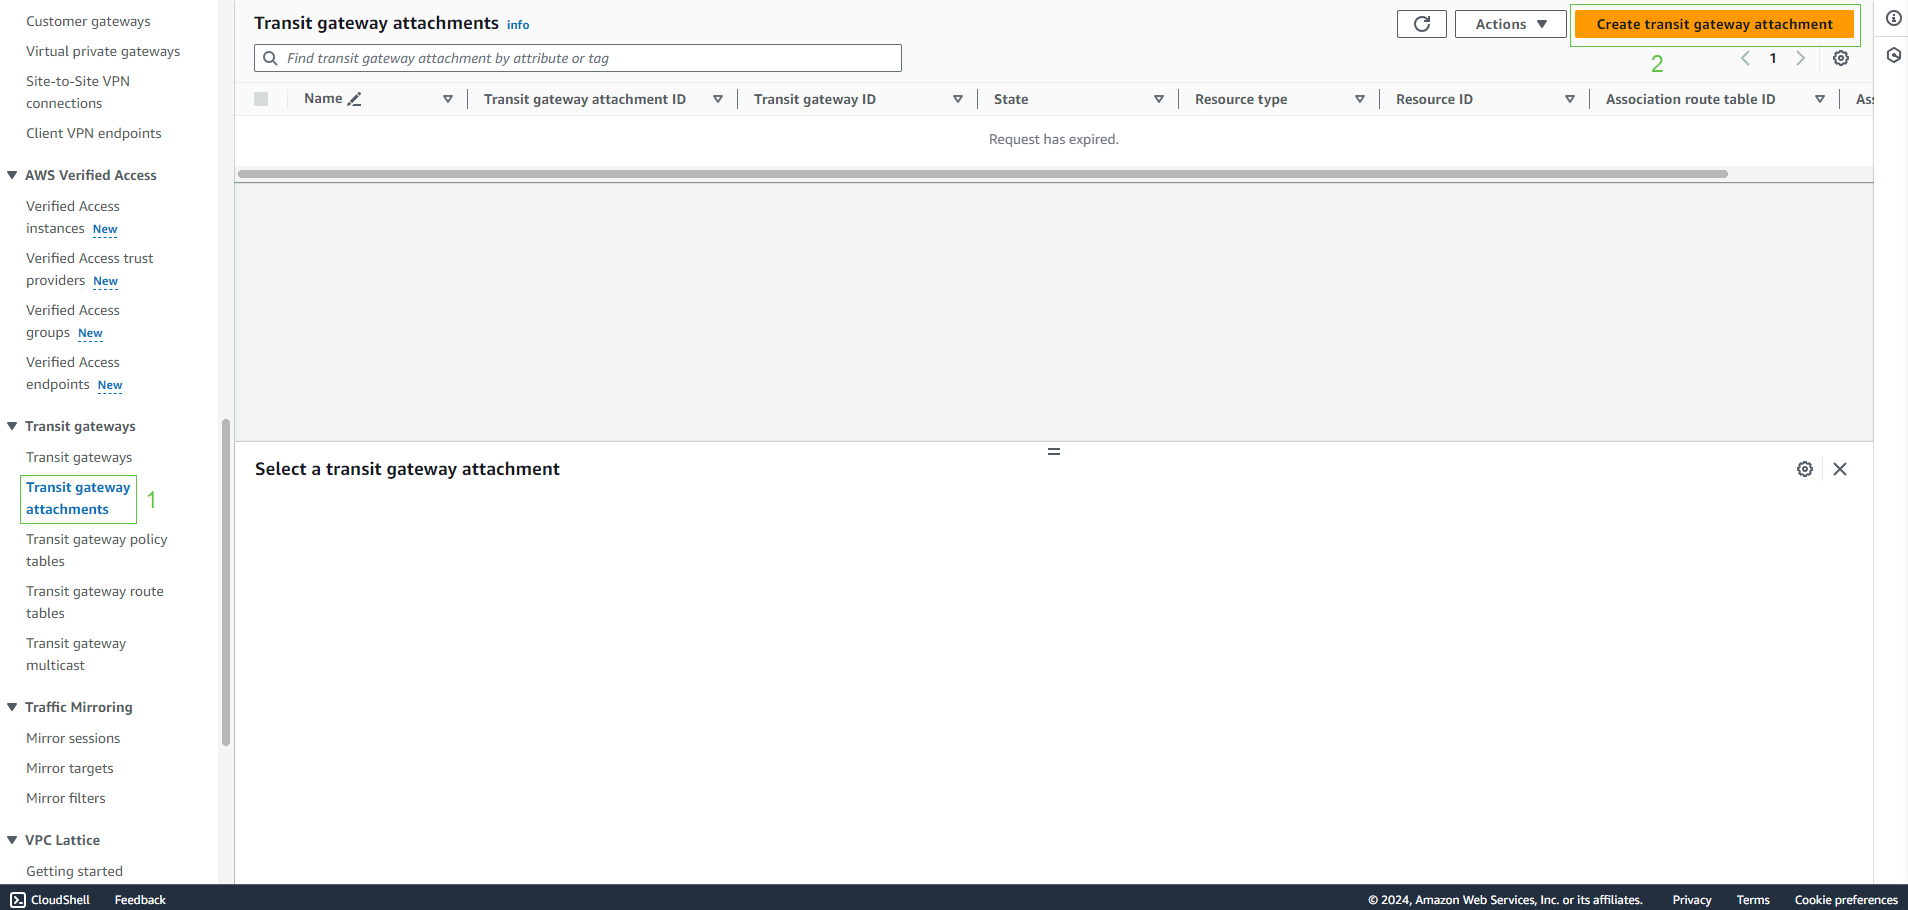 Customer gateways
Virtual private gateways
Site-to-Site VPN
connections
Client VPN endpoints
AWS Verified Access
Verified Access
instances New
Verified Access trust
providers New
Verified Access
groups New
Verified Access
endpoints New
Transit gateways
Transit gateways
Transit gateway
attachments
1
Transit gateway policy
tables
Transit gateway route
tables
Transit gateway
multicast
Traffic Mirroring
Mirror sessions
Mirror targets
Mirror filters
VPC Lattice
Getting started
Transit gateway attachments info
Actions
Create transit gateway attachment
Find transit gateway attachment by attribute or tag
2
1
Name Transit gateway attachment ID Transit gateway ID State Resource type Resource ID Association route table ID Ass
Request has expired.
Select a transit gateway attachment
CloudShell Feedback © 2024, Amazon Web Services, Inc. or its affiliates. Privacy Terms Cookie preferences